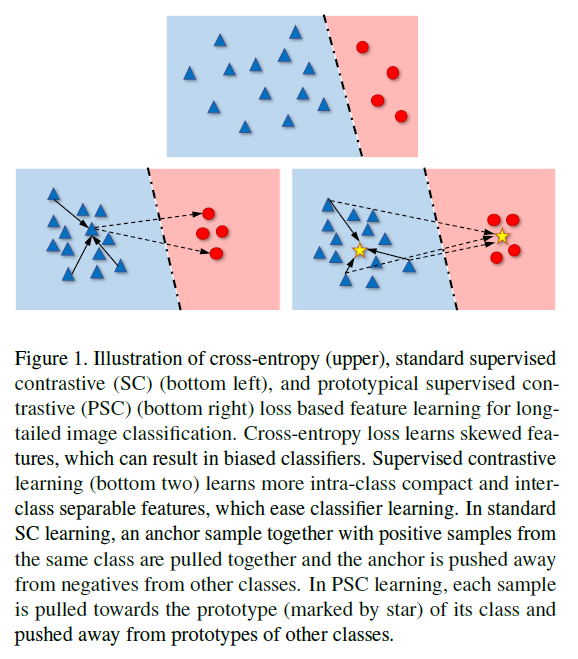 Figure 1. Illustration of cross-entropy (upper), standard supervised
contrastive (SC) (bottom left), and prototypical supervised con-
trastive (PSC) (bottom right) loss based feature learning for long-
tailed image classification. Cross-entropy loss learns skewed fea-
tures, which can result in biased classifiers. Supervised contrastive
learning (bottom two) learns more intra-class compact and inter-
class separable features, which ease classifier learning. In standard
SC learning, an anchor sample together with positive samples from
the same class are pulled together and the anchor is pushed away
from negatives from other classes. In PSC learning, each sample
is pulled towards the prototype (marked by star) of its class and
pushed away from prototypes of other classes.